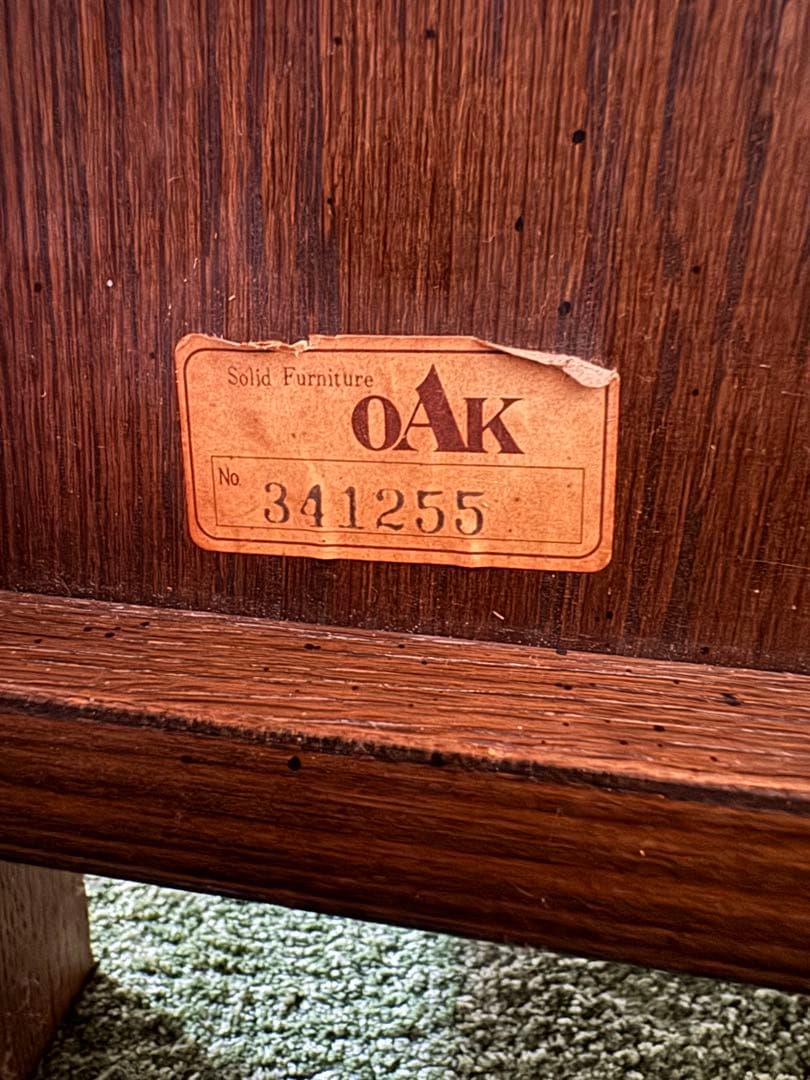 Solid Furniture
OAK
No. 341255